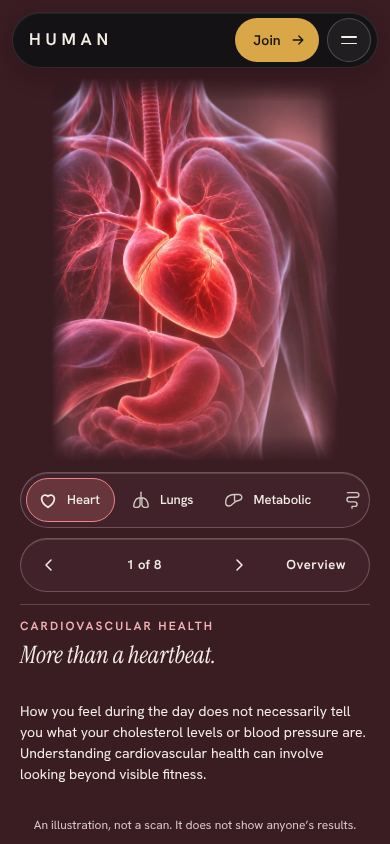 HUMAN
Join →
Heart
Lungs
Metabolic
1 of 8
Overview
CARDIOVASCULAR HEALTH
More than a heartbeat.
How you feel during the day does not necessarily tell
you what your cholesterol levels or blood pressure are.
Understanding cardiovascular health can involve
looking beyond visible fitness.
An illustration, not a scan. It does not show anyone’s results.